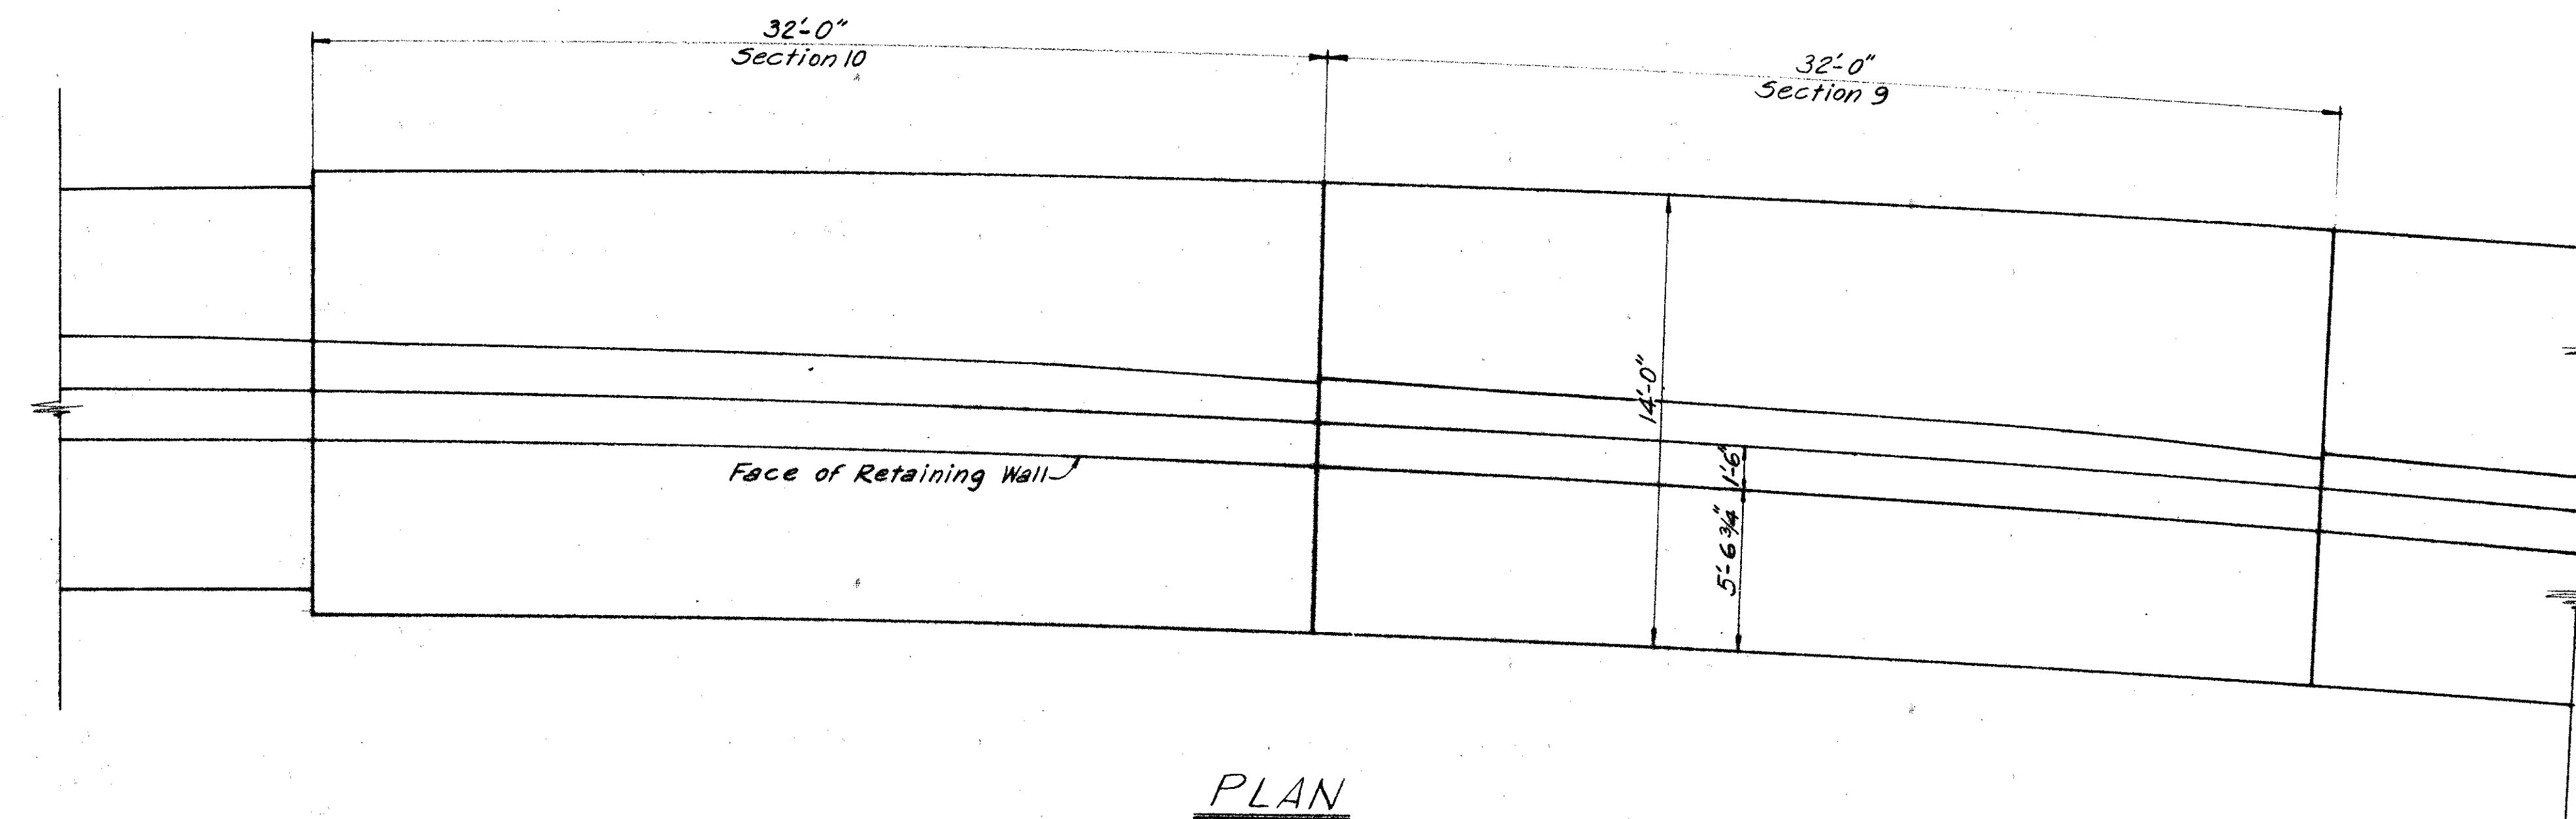 32'-0"
Section 10
32'-0"
Section 9
14'-0"
1'-6"
5'-6 3/4"
Face of Retaining Wall
PLAN